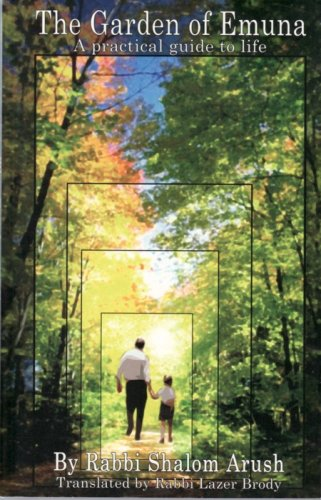 The Garden of Emuna
A practical guide to life
By Rabbi Shalom Arush
Translated by Rabbi Lazer Brody